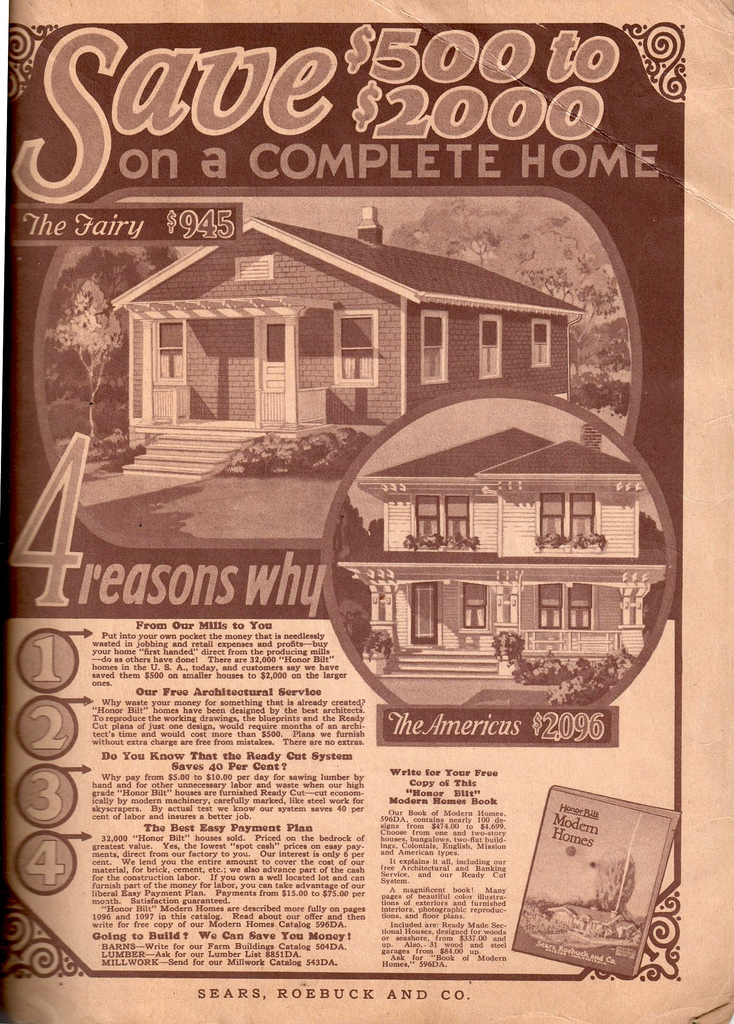 Save $500 to
$2000
on a COMPLETE HOME
The Fairy $945
4 reasons why
The Americus $2,096
1
From Our Mills to You
Put into your own pocket the money that is needlessly
wasted in jobbing and retail expenses and profits—buy
your home "first handed" direct from the producing mills
—do as others have done! There are 32,000 "Honor Bilt"
homes in the U. S. A., today, and customers say we have
saved them $500 on smaller houses to $2,000 on the larger
ones.
2
Our Free Architectural Service
Why waste your money for something that is already created?
"Honor Bilt" homes have been designed by the best architects.
To reproduce the working drawings, the blueprints and the Ready
Cut plans of just one design, would require months of an archi-
tect's time and would cost more than $500. Plans we furnish
without extra charge are free from mistakes. There are no extras.
3
Do You Know That the Ready Cut System
Saves 40 Per Cent?
Why pay from $5.00 to $10.00 per day for sawing lumber by
hand and for other unnecessary labor and waste when our high
grade "Honor Bilt" houses are furnished Ready Cut—cut econom-
ically by modern machinery, carefully marked, like steel work for
skyscrapers. By actual test we know our system saves 40 per
cent of labor and insures a better job.
4
The Best Easy Payment Plan
32,000 "Honor Bilt" houses sold. Priced on the bedrock of
greatest value. Yes, the lowest "spot cash" prices on easy pay-
ments, direct from our factory to you. Our interest is only 6 per
cent. We lend you the entire amount to cover the cost of our
material, for brick, cement, etc.; we also advance part of the cash
for the construction labor. If you own a well located lot and can
furnish part of the money for labor, you can take advantage of our
liberal Easy Payment Plan. Payments from $15.00 to $75.00 per
month. Satisfaction guaranteed.
"Honor Bilt" Modern Homes are described more fully on pages
1096 and 1097 in this catalog. Read about our offer and then
write for free copy of our Modern Homes Catalog 596DA.
Going to Build? We Can Save You Money!
BARNS—Write for our Farm Buildings Catalog 504DA.
LUMBER—Ask for our Lumber List 8851DA.
MILLWORK—Send for our Millwork Catalog 543DA.
Write for Your Free
Copy of This
"Honor Bilt"
Modern Homes Book
Our Book of Modern Homes,
596DA, contains nearly 100 de-
signs from $474.00 to $4,699.
Choose from one and two-story
houses, bungalows, two-flat build-
ings, Colonials, English, Mission
and American types.
It explains it all, including our
free Architectural and Banking
Service, and our Ready Cut
System.
A magnificent book! Many
pages of beautiful color illustra-
tions of exteriors and furnished
interiors, photographic reproduc-
tions, and floor plans.
Included are: Ready Made Sec-
tional Houses, designed for woods
or seashore, from $337.00 and
up. Also, 31 wood and steel
garages from $84.00 up.
Ask for "Book of Modern
Homes," 596DA.
Honor Bilt
Modern
Homes
Sears, Roebuck and Co.
SEARS, ROEBUCK AND CO.